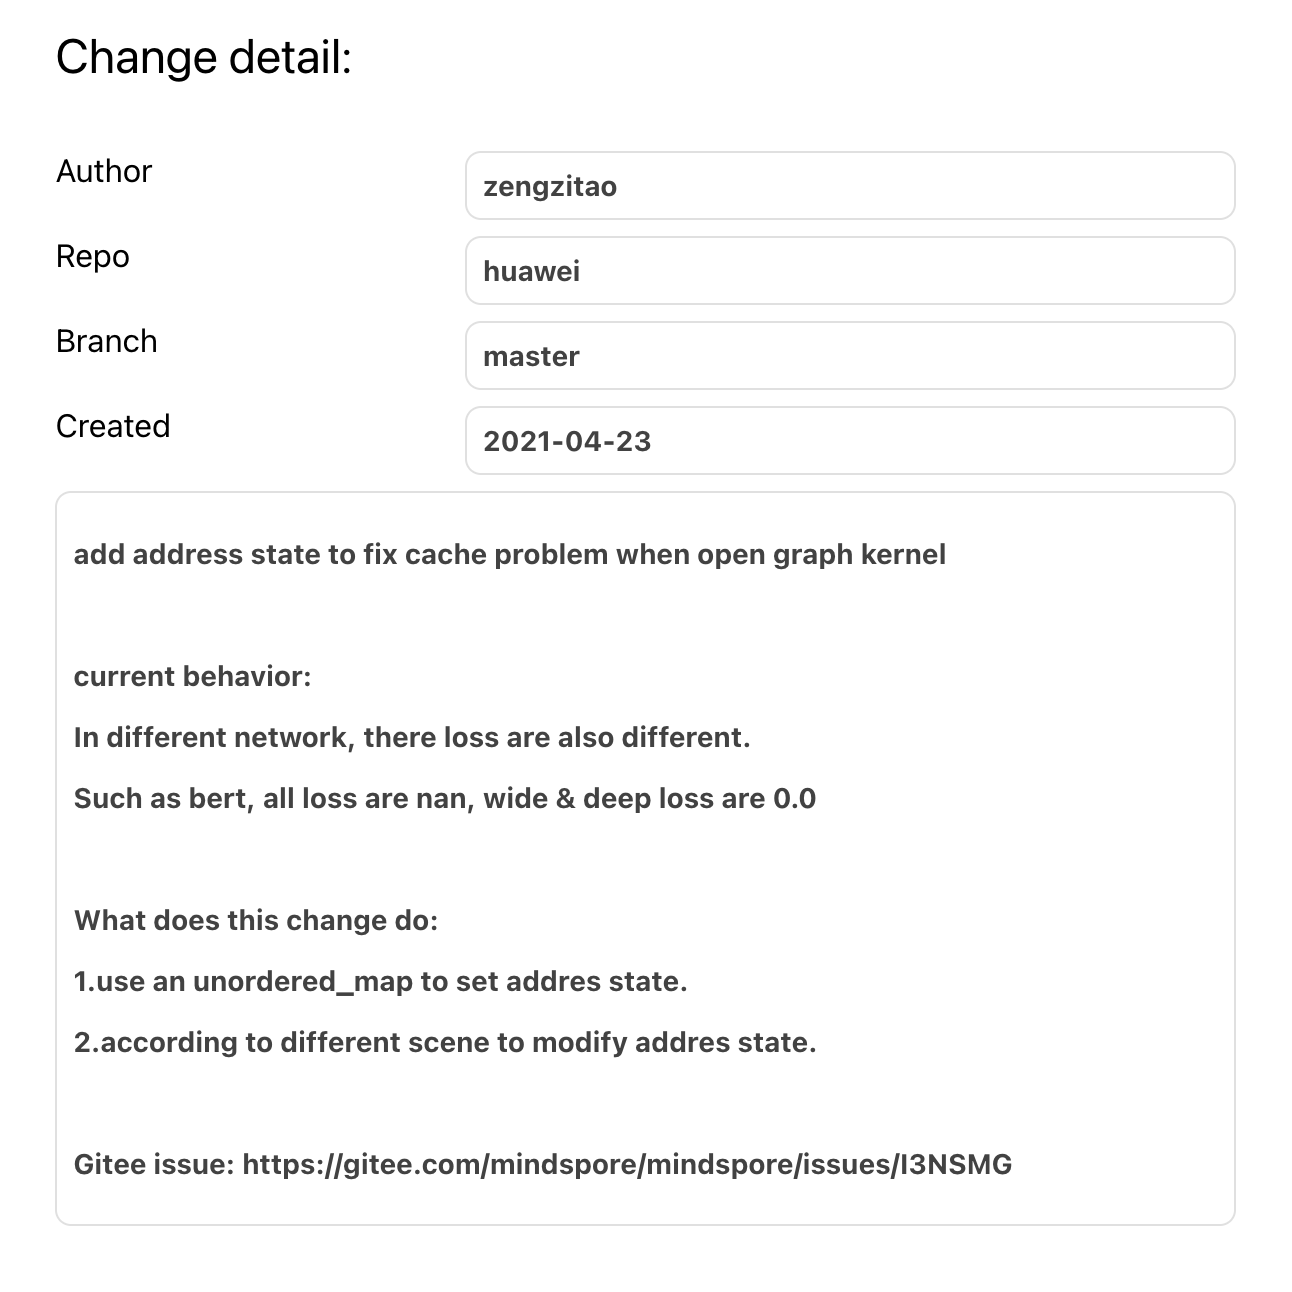 Change detail:
Author
zengzitao
Repo
huawei
Branch
master
Created
2021-04-23
add address state to fix cache problem when open graph kernel
current behavior:
In different network, there loss are also different.
Such as bert, all loss are nan, wide & deep loss are 0.0
What does this change do:
1.use an unordered_map to set addres state.
2.according to different scene to modify addres state.
Gitee issue: https://gitee.com/mindspore/mindspore/issues/I3NSMG